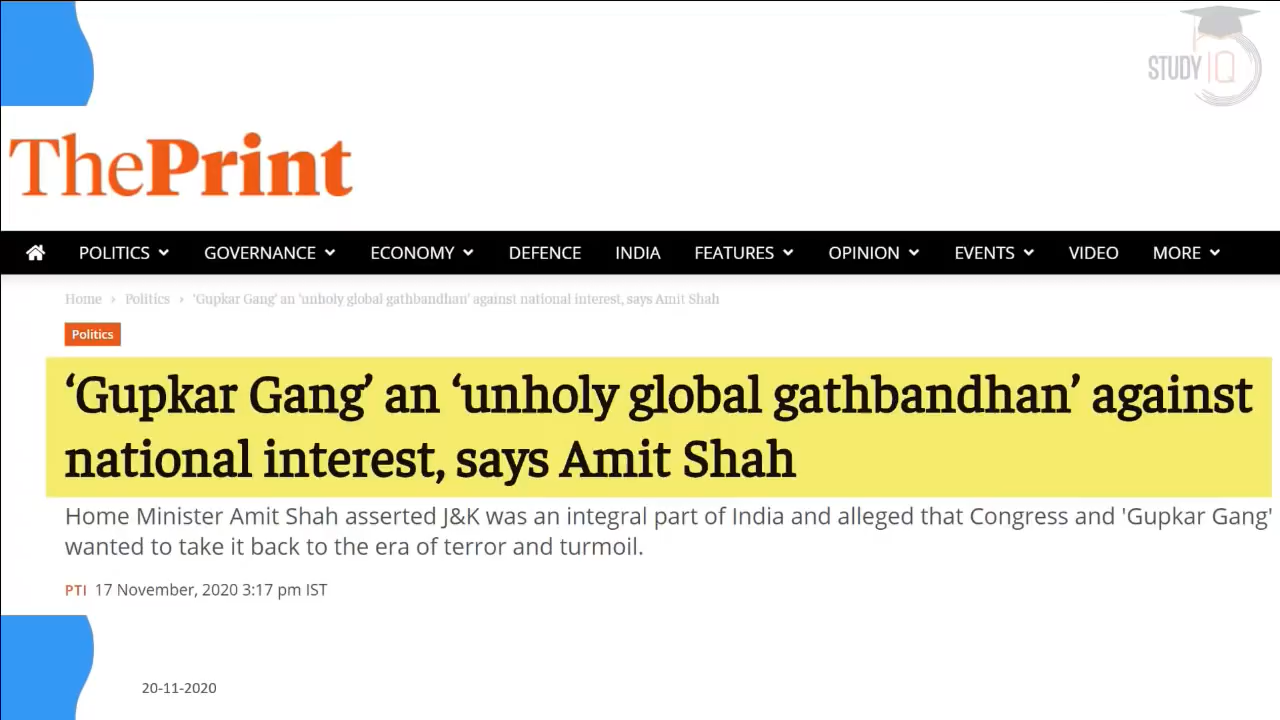 STUDY IQ
ThePrint
POLITICS GOVERNANCE ECONOMY DEFENCE INDIA FEATURES OPINION EVENTS VIDEO MORE
Home › Politics › ‘Gupkar Gang’ an ‘unholy global gathbandhan’ against national interest, says Amit Shah
Politics
‘Gupkar Gang’ an ‘unholy global gathbandhan’ against
national interest, says Amit Shah
Home Minister Amit Shah asserted J&K was an integral part of India and alleged that Congress and 'Gupkar Gang'
wanted to take it back to the era of terror and turmoil.
PTI 17 November, 2020 3:17 pm IST
20-11-2020